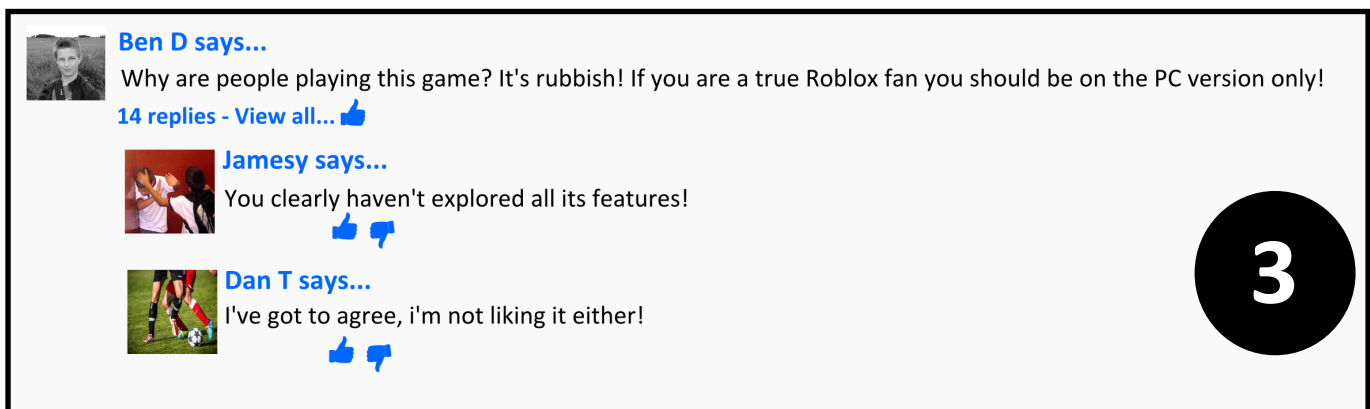 Ben D says...
Why are people playing this game? It's rubbish! If you are a true Roblox fan you should be on the PC version only!
14 replies - View all...
Jamesy says...
You clearly haven't explored all its features!
3
Dan T says...
I've got to agree, i'm not liking it either!